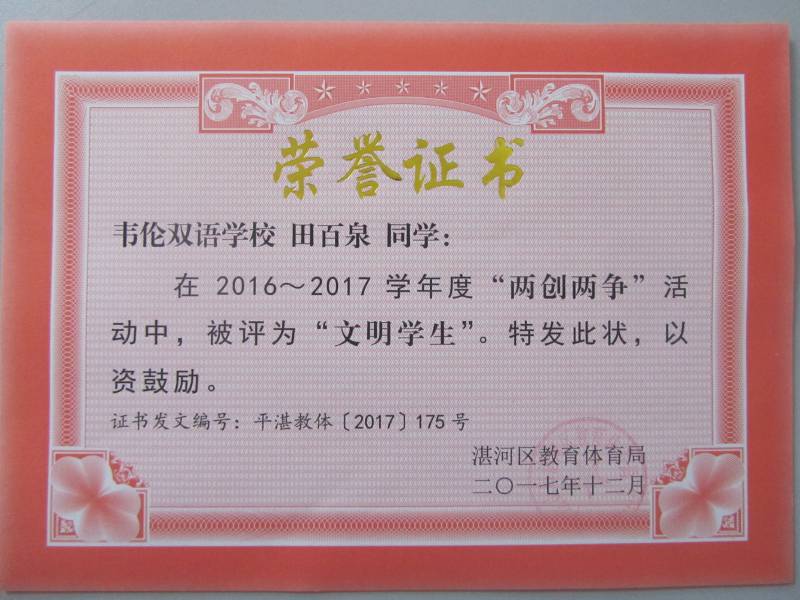 荣誉证书
韦伦双语学校 田百泉 同学：
在 2016～2017 学年度“两创两争”活
动中，被评为“文明学生”。特发此状，以
资鼓励。
证书发文编号：平湛教体〔2017〕175 号
湛河区教育体育局
二〇一七年十二月